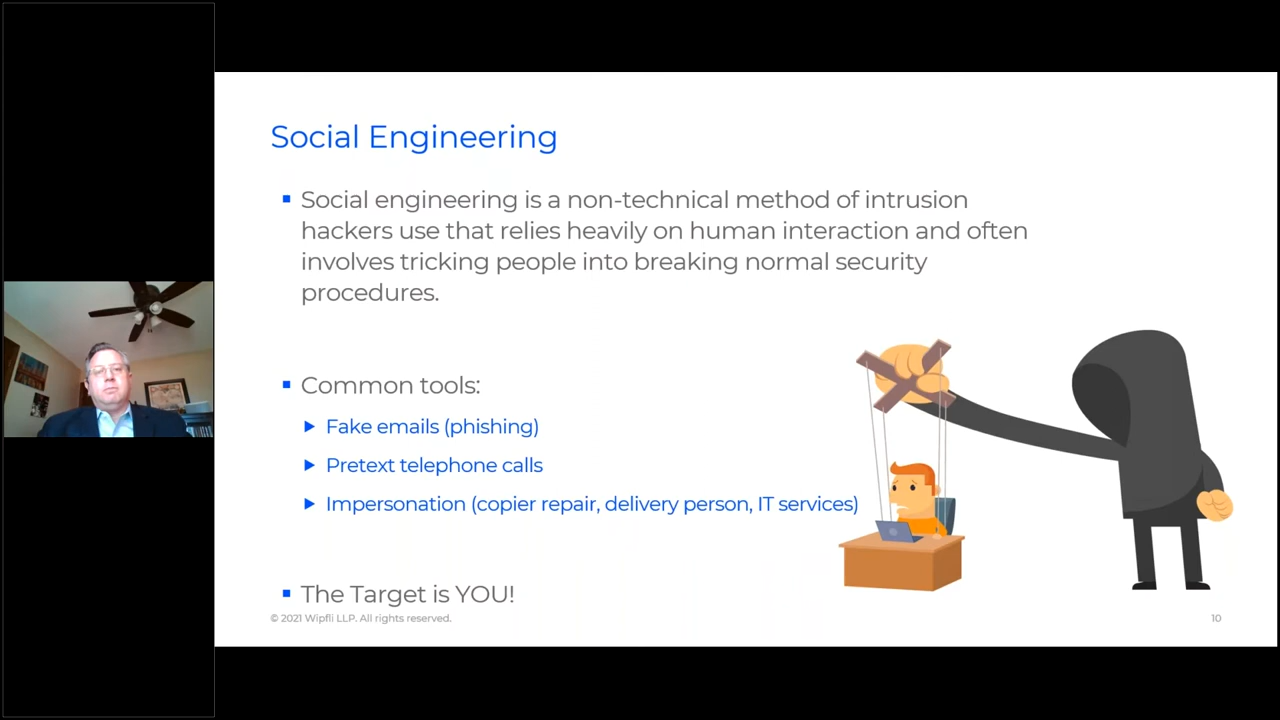 Social Engineering
Social engineering is a non-technical method of intrusion
hackers use that relies heavily on human interaction and often
involves tricking people into breaking normal security
procedures.
Common tools:
Fake emails (phishing)
Pretext telephone calls
Impersonation (copier repair, delivery person, IT services)
The Target is YOU!
© 2021 Wipfli LLP. All rights reserved.
10